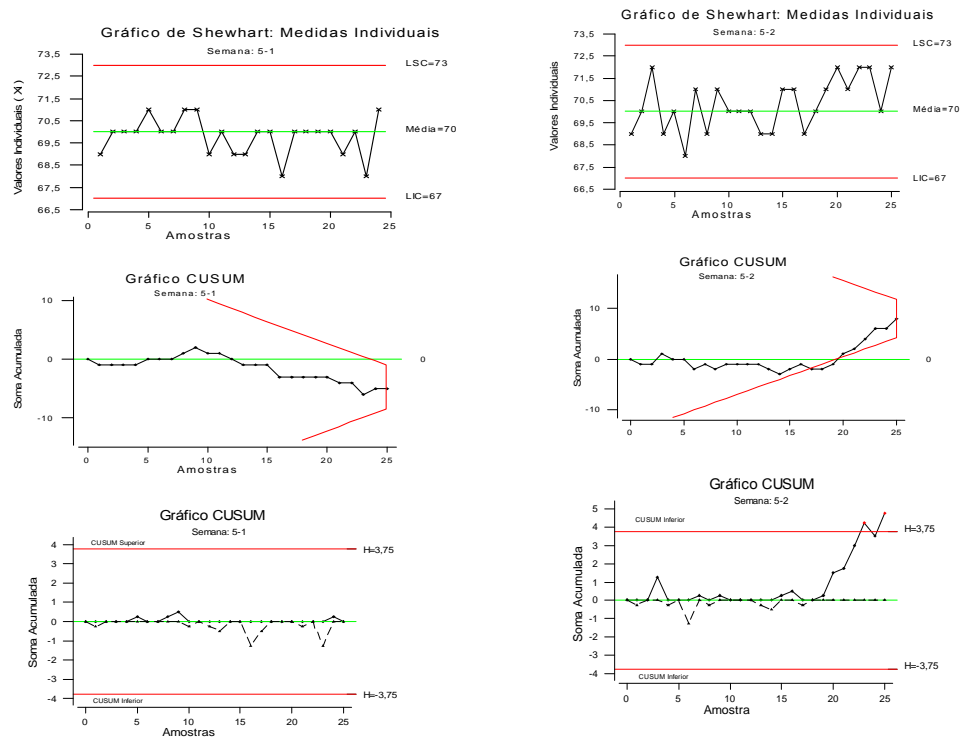 Gráfico de Shewhart: Medidas Individuais
Semana: 5-1
Valores Individuais ( Xi )
73,5
72,5
71,5
70,5
69,5
68,5
67,5
66,5
LSC=73
Média=70
LIC=67
0
5
10
15
20
25
Amostras
Gráfico de Shewhart: Medidas Individuais
Semana: 5-2
Valores Individuais
73,5
72,5
71,5
70,5
69,5
68,5
67,5
66,5
LSC=73
Média=70
LIC=67
0
5
10
15
20
25
Amostras
Gráfico CUSUM
Semana: 5-1
Soma Acumulada
10
0
-10
0
0
5
10
15
20
25
Amostras
Gráfico CUSUM
Semana: 5-2
Soma Acumulada
10
0
-10
0
0
5
10
15
20
25
Amostras
Gráfico CUSUM
Semana: 5-1
Soma Acumulada
4
3
2
1
0
-1
-2
-3
-4
CUSUM Superior
H=3,75
CUSUM Inferior
H=-3,75
0
5
10
15
20
25
Amostras
Gráfico CUSUM
Semana: 5-2
Soma Acumulada
5
4
3
2
1
0
-1
-2
-3
-4
CUSUM Inferior
H=3,75
CUSUM Inferior
H=-3,75
0
5
10
15
20
25
Amostra